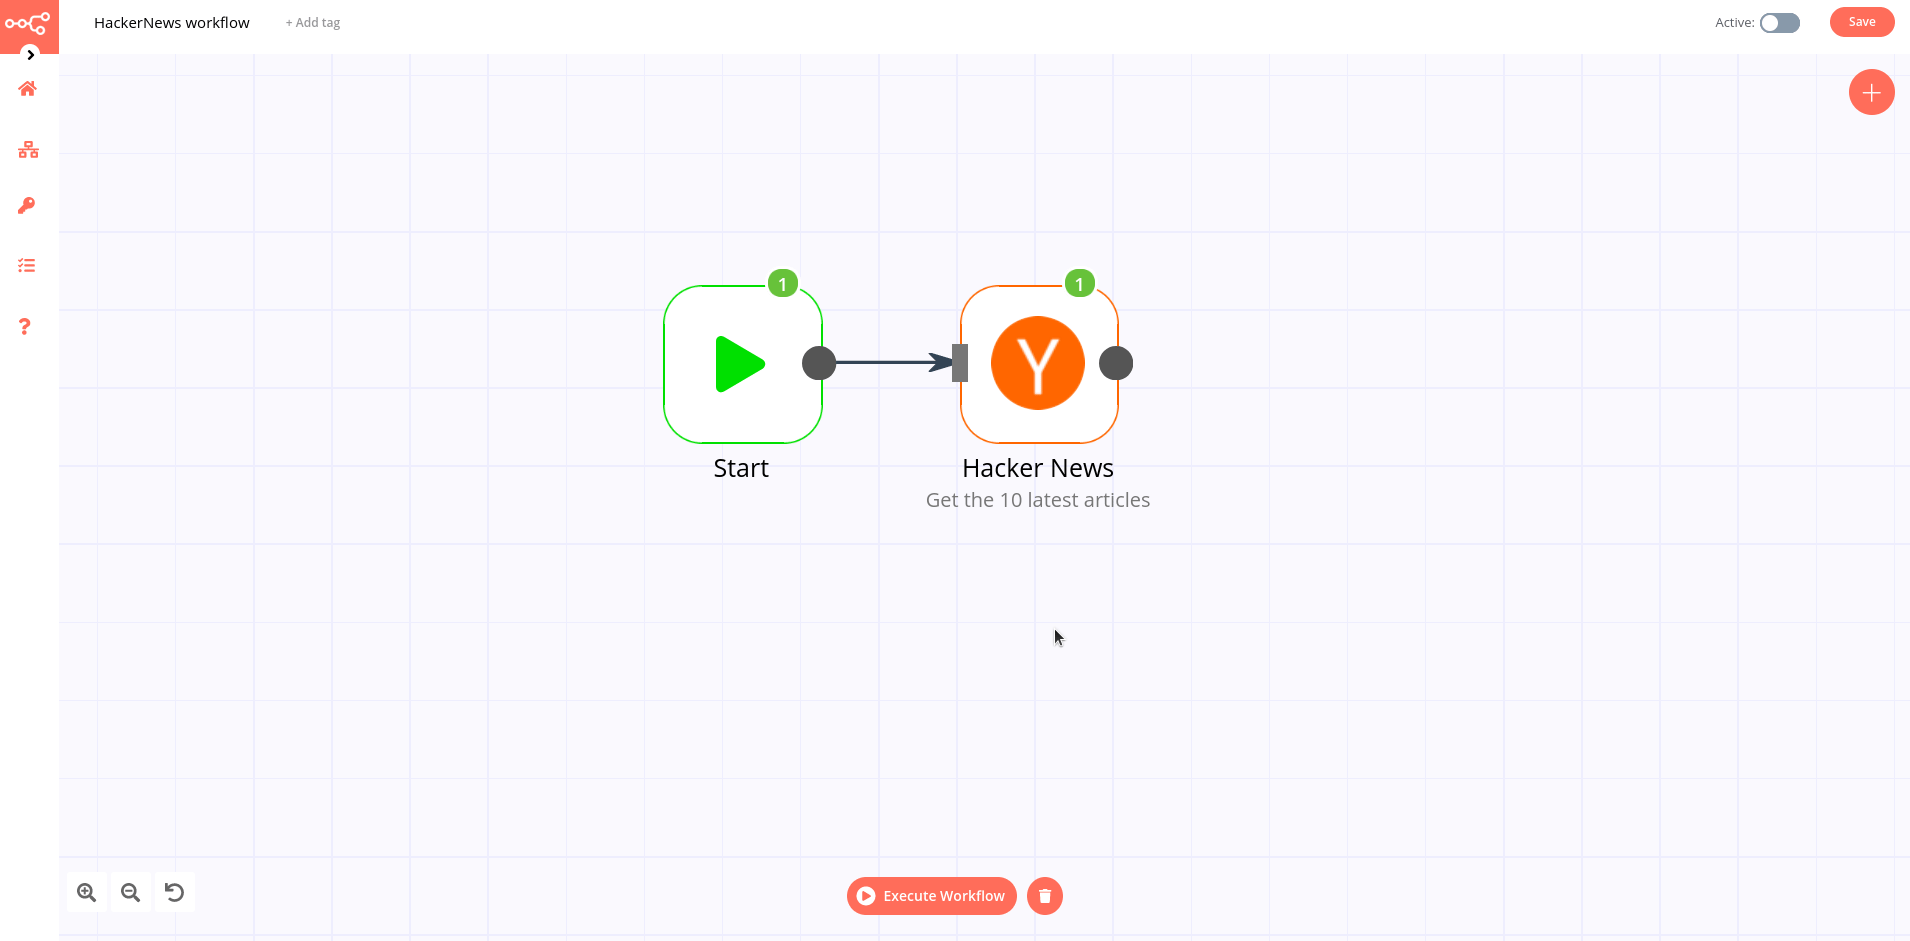 HackerNews workflow
+ Add tag
Active:
Save
1
1
Start
Hacker News
Get the 10 latest articles
Execute Workflow